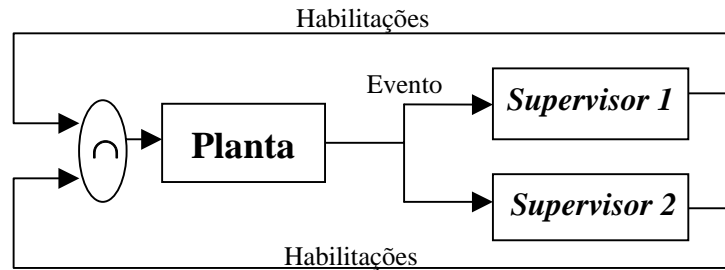 Habilitações
Evento
Supervisor 1
∩
Planta
Supervisor 2
Habilitações